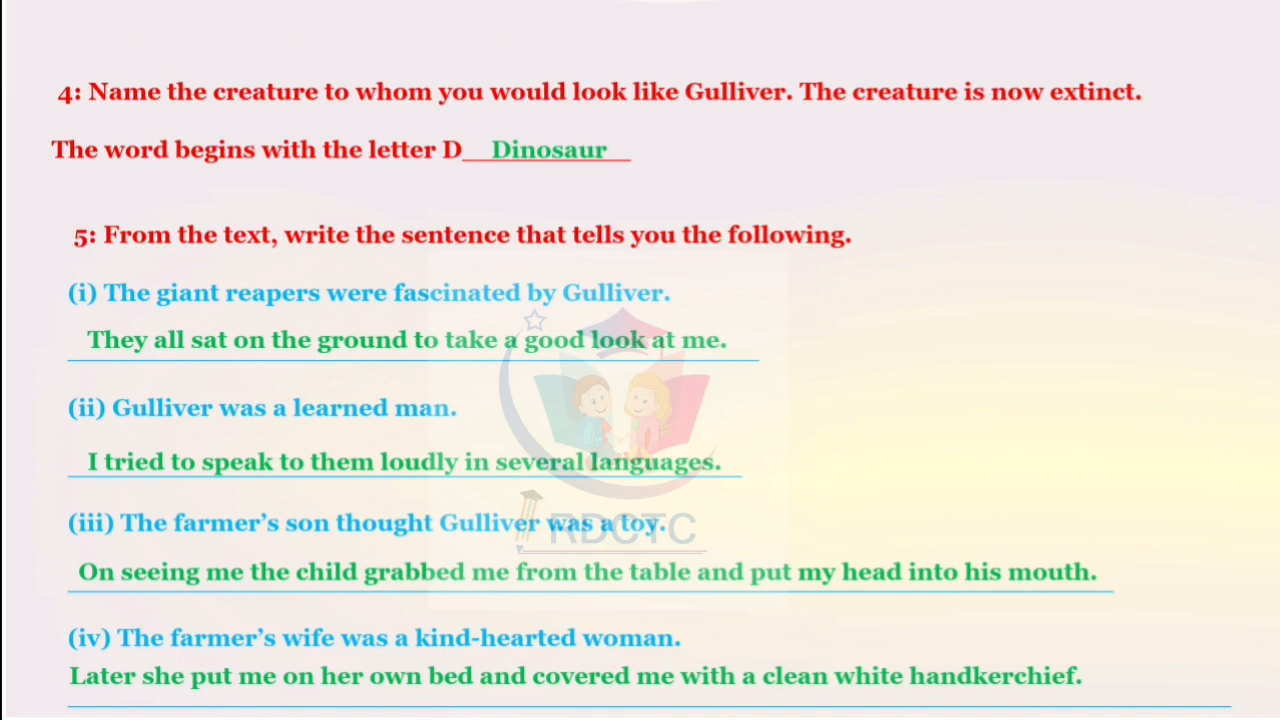 4: Name the creature to whom you would look like Gulliver. The creature is now extinct.
The word begins with the letter D__Dinosaur__
5: From the text, write the sentence that tells you the following.
(i) The giant reapers were fascinated by Gulliver.
They all sat on the ground to take a good look at me.
(ii) Gulliver was a learned man.
I tried to speak to them loudly in several languages.
(iii) The farmer's son thought Gulliver was a toy.
RDCTC
On seeing me the child grabbed me from the table and put my head into his mouth.
(iv) The farmer's wife was a kind-hearted woman.
Later she put me on her own bed and covered me with a clean white handkerchief.